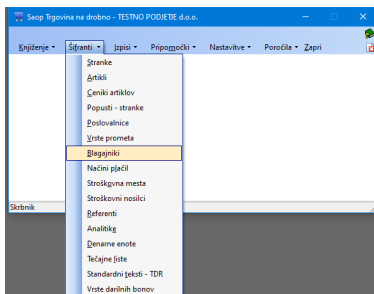 Saop Trgovina na drobno - TESTNO PODJETJE d.o.o.
Knjiženje Šifranti Izpisi Pripomočki Nastavitve Poročila Zapri
Stranke
Artikli
Ceniki artiklov
Popusti - stranke
Poslovalnice
Vrste prometa
Blagajniki
Načini plačil
Stroškovna mesta
Stroškovni nosilci
Referenti
Analitike
Denarne enote
Tečajne liste
Standardni teksti - TDR
Vrste darilnih bonov
Skrbnik